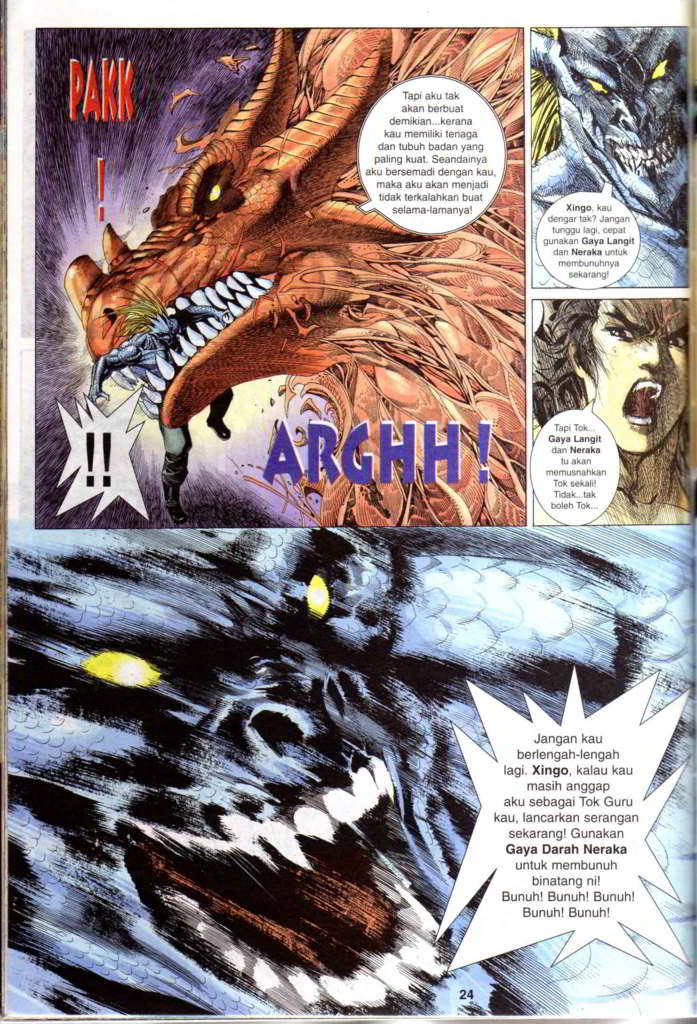 PAKK
!
Tapi aku tak
akan berbuat
demikian...kerana
kau memiliki tenaga
dan tubuh badan yang
paling kuat. Seandainya
aku bersemadi dengan kau,
maka aku akan menjadi
tidak terkalahkan buat
selama-lamanya!
!!
ARGHH!
Xingo, kau
dengar tak? Jangan
tunggu lagi, cepat
gunakan Gaya Langit
dan Neraka untuk
membunuhnya
sekarang!
Tapi Tok...
Gaya Langit
dan Neraka
tu akan
memusnahkan
Tok sekali!
Tidak...tak
boleh Tok...
Jangan kau
berlengah-lengah
lagi. Xingo, kalau kau
masih anggap
aku sebagai Tok Guru
kau, lancarkan serangan
sekarang! Gunakan
Gaya Darah Neraka
untuk membunuh
binatang ni!
Bunuh! Bunuh! Bunuh!
Bunuh! Bunuh!
24